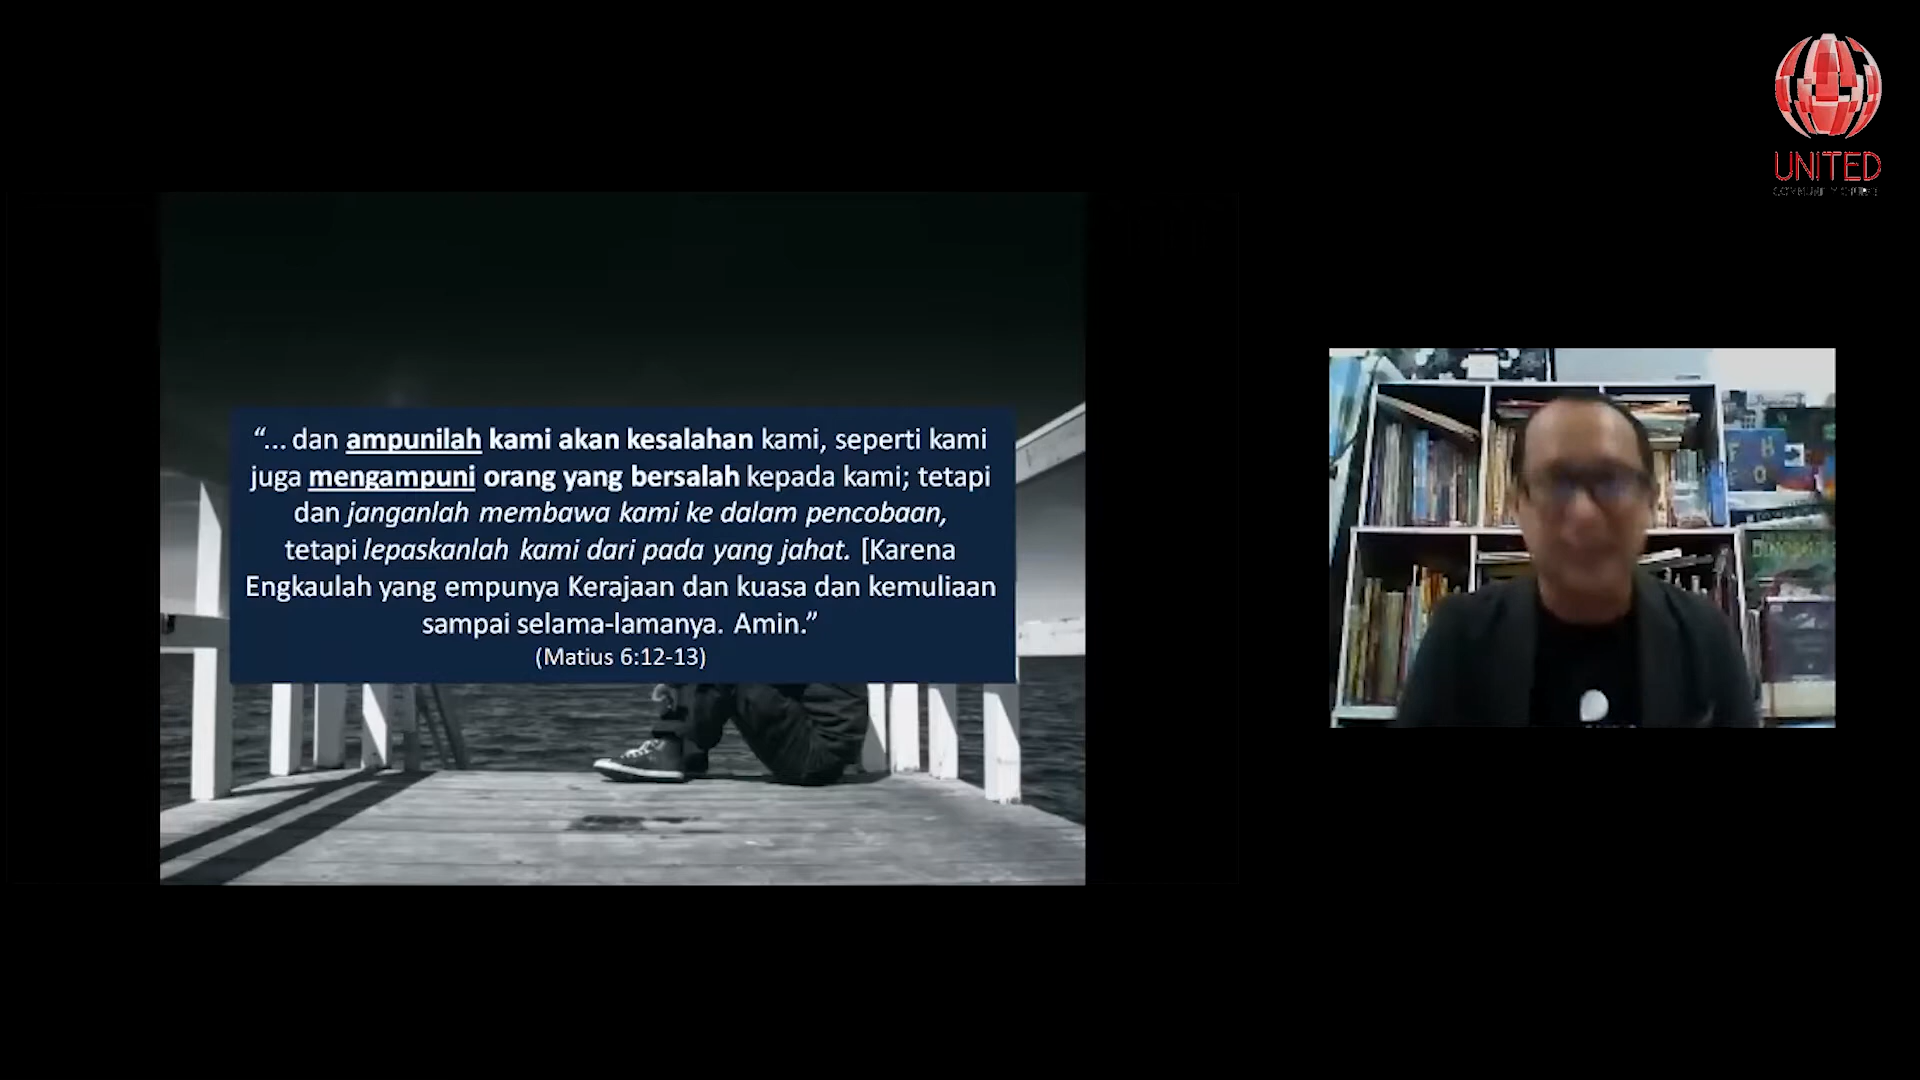 UNITED
“... dan ampunilah kami akan kesalahan kami, seperti kami
juga mengampuni orang yang bersalah kepada kami; tetapi
dan janganlah membawa kami ke dalam pencobaan,
tetapi lepaskanlah kami dari pada yang jahat. [Karena
Engkaulah yang empunya Kerajaan dan kuasa dan kemuliaan
sampai selama-lamanya. Amin.”
(Matius 6:12-13)